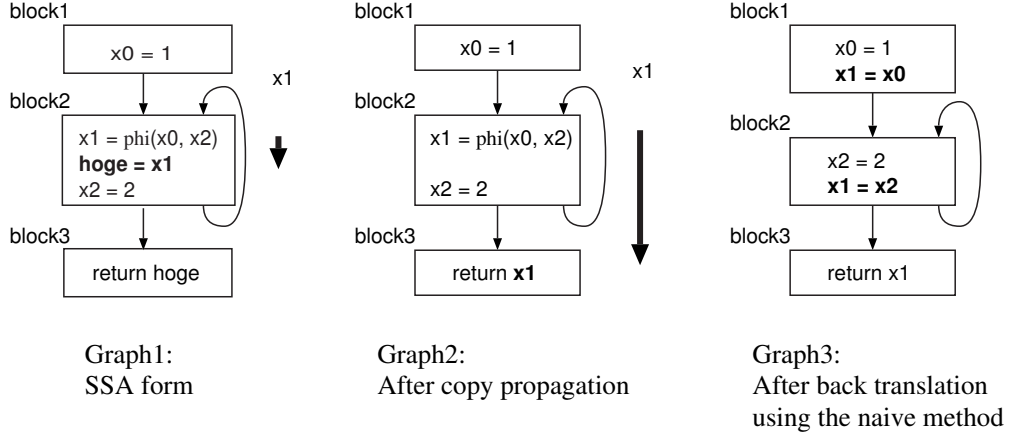 block1
x0 = 1
x1
block2
x1 = phi(x0, x2)
hoge = x1
x2 = 2
block3
return hoge
Graph1:
SSA form
block1
x0 = 1
x1
block2
x1 = phi(x0, x2)
x2 = 2
block3
return x1
Graph2:
After copy propagation
block1
x0 = 1
x1 = x0
block2
x2 = 2
x1 = x2
block3
return x1
Graph3:
After back translation
using the naive method